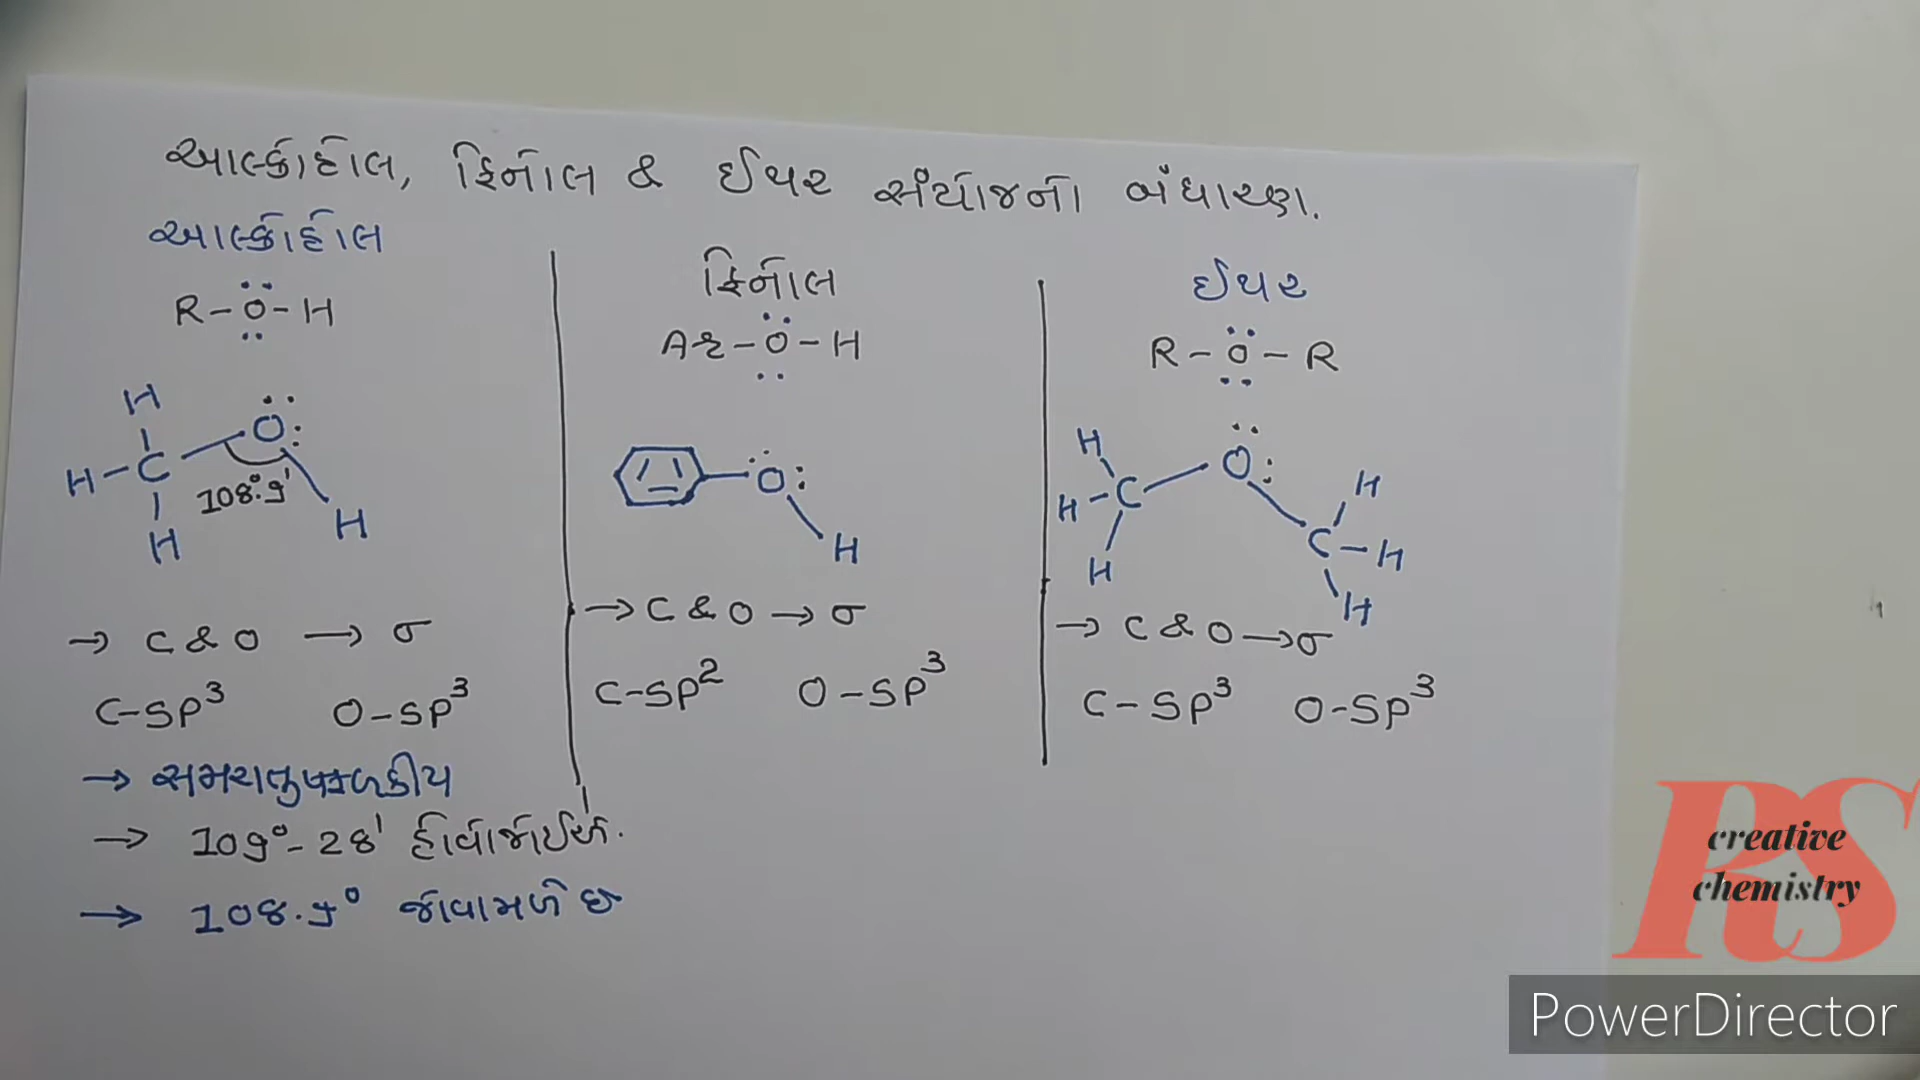 આલ્કોહોલ, ફિનોલ & ઈથર સંયોજનો બંધારણ.
આલ્કોહોલ
R-O-H
H
H-C
O
H
108°.9'
H
→ C & O → σ
C-SP³ O-SP³
→ સમચતુષ્ફલકીય
→ 109°-28' હોવો જોઈએ.
→ 108.9° જોવા મળે છે
ફિનોલ
Ar-O-H
O
H
→ C & O → σ
C-SP² O-SP³
ઈથર
R-O-R
H
O
H-C
H
H
C-H
H
→ C & O → σ
C-SP³ O-SP³
RS
creative
chemistry
PowerDirector